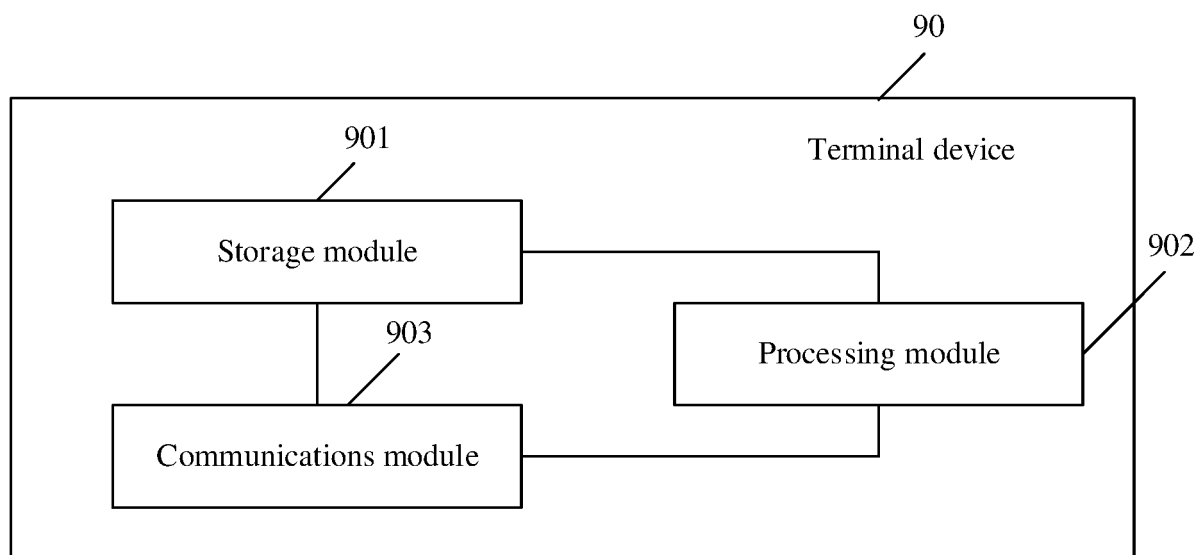 90
Terminal device
901
Storage module
902
Processing module
903
Communications module